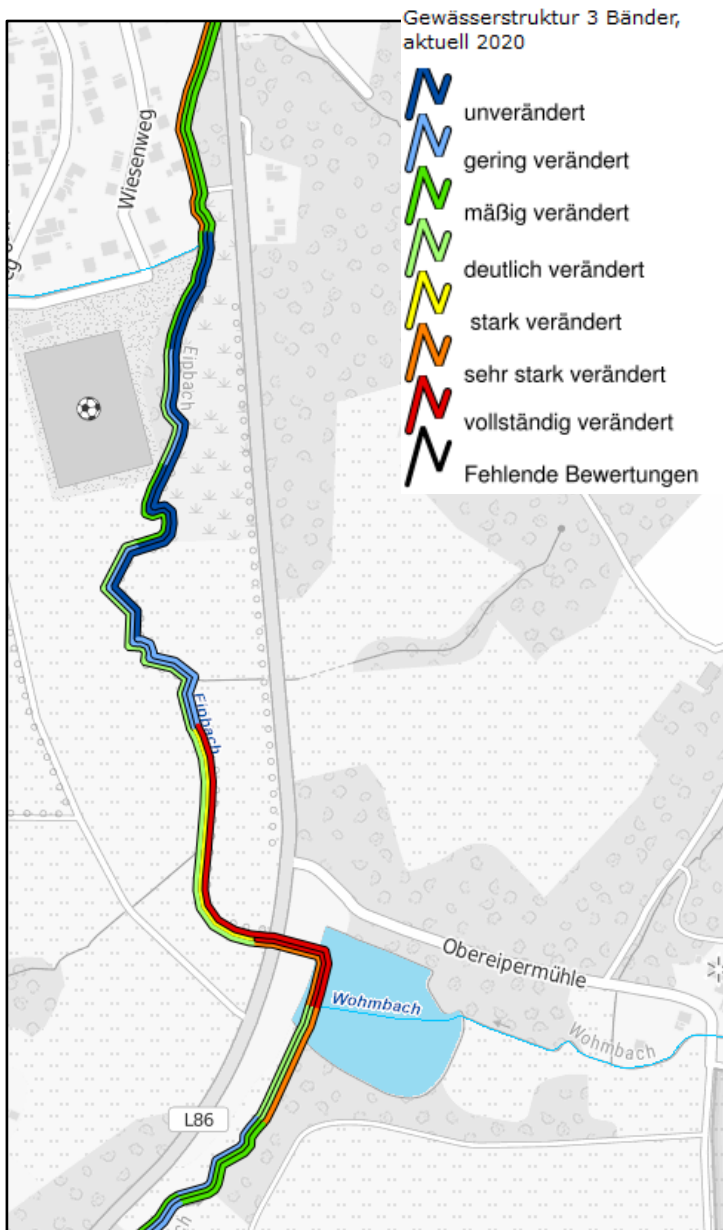 Gewässerstruktur 3 Bänder,
aktuell 2020
unverändert
gering verändert
mäßig verändert
deutlich verändert
stark verändert
sehr stark verändert
vollständig verändert
Fehlende Bewertungen
Wiesenweg
eg
Eipbach
Eipbach
Obereipermühle
Wohmbach
Wohmbach
L86